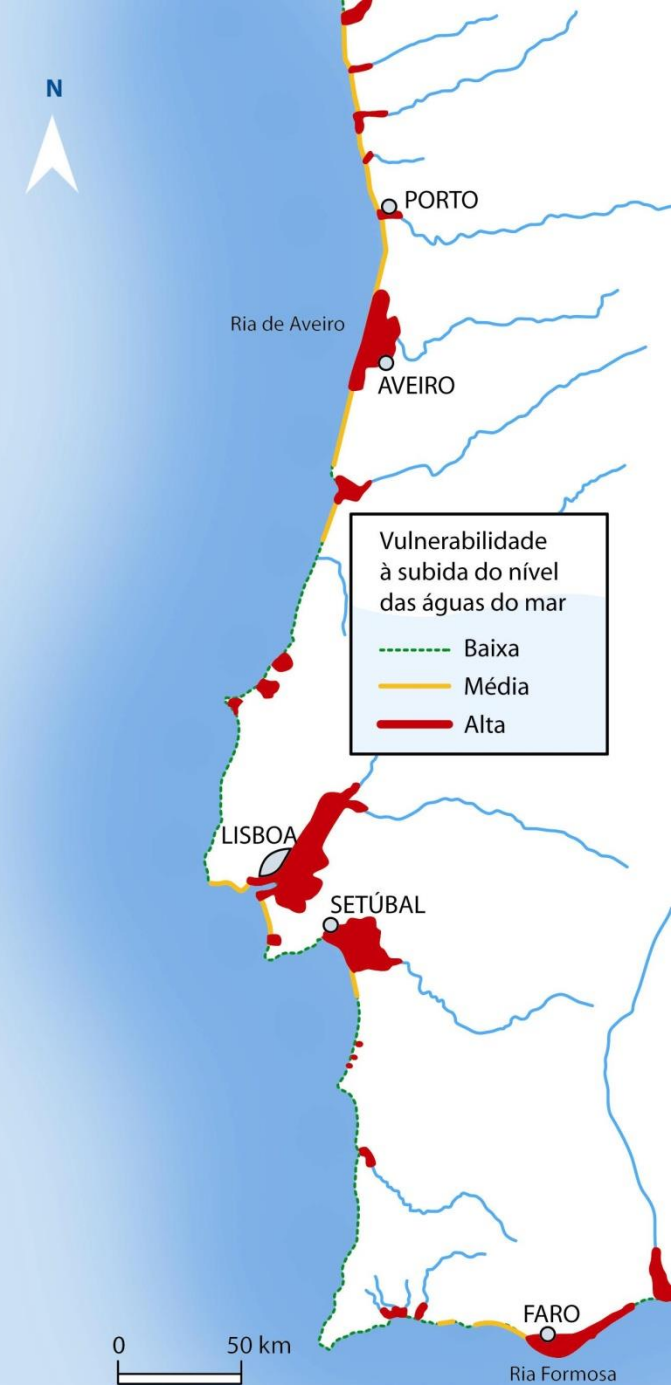 N
PORTO
Ria de Aveiro
AVEIRO
Vulnerabilidade
à subida do nível
das águas do mar
Baixa
Média
Alta
LISBOA
SETÚBAL
FARO
0 50 km
Ria Formosa